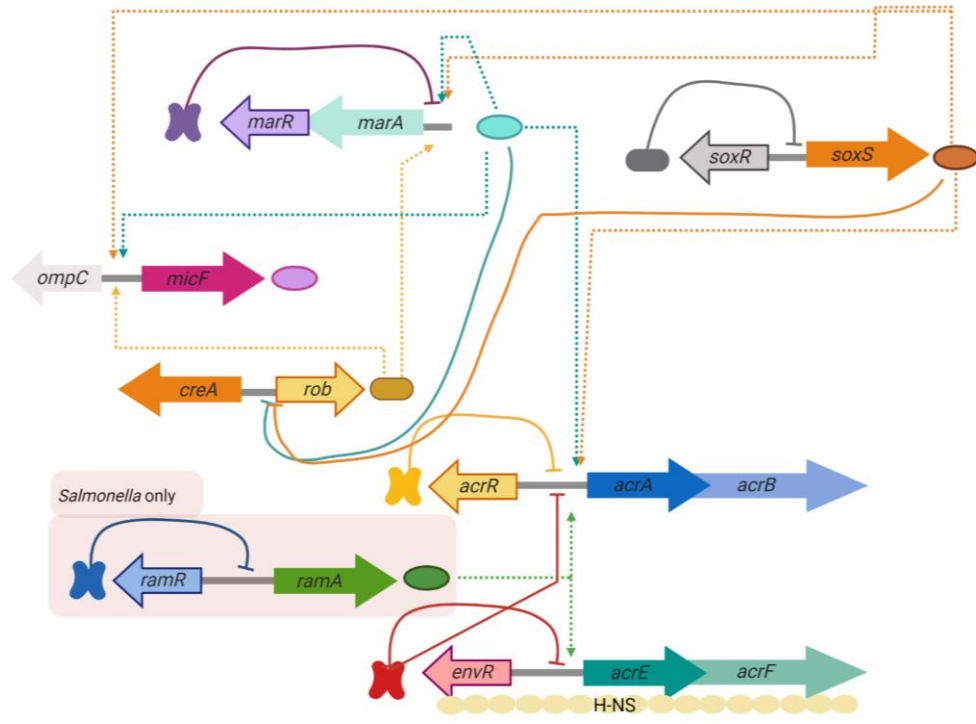 marR
marA
soxR
soxS
ompC
micF
creA
rob
acrR
acrA
acrB
Salmonella only
ramR
ramA
envR
acrE
acrF
H-NS